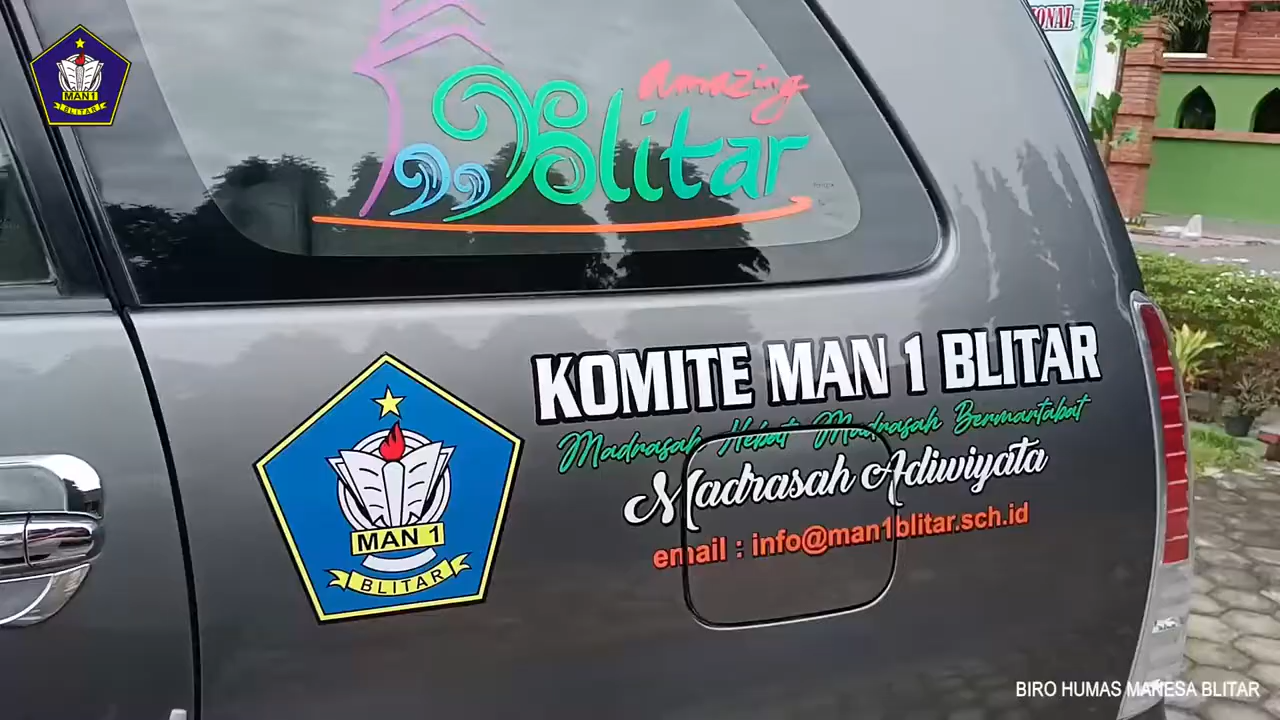 MAN 1
BLITAR
ONAL
amazing
Blitar
KOMITE MAN 1 BLITAR
Madrasah Hebat Madrasah Bermartabat
Madrasah Adiwiyata
email : info@man1blitar.sch.id
MAN 1
BLITAR
BIRO HUMAS MANESA BLITAR